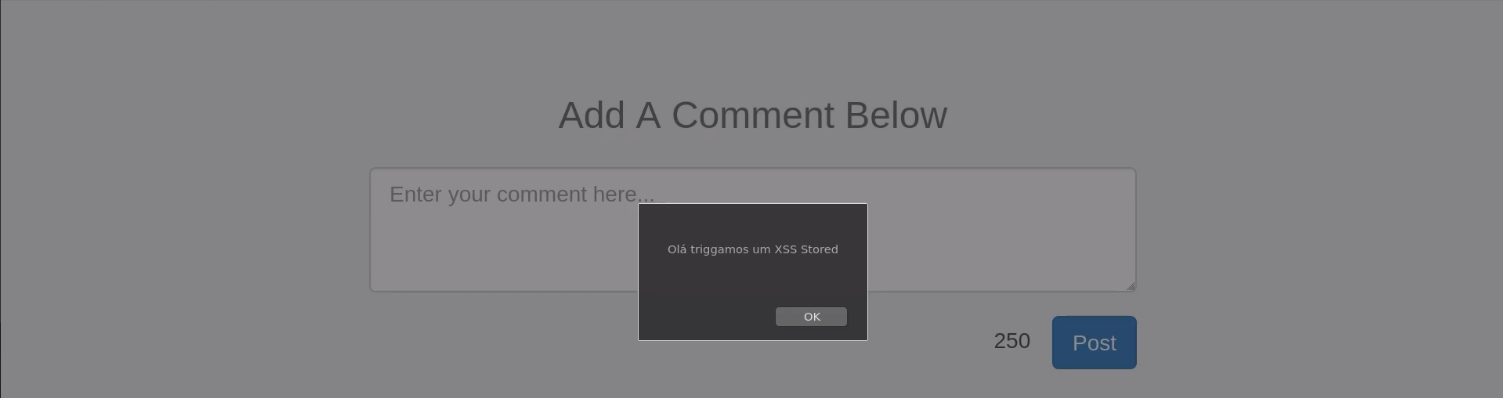 Add A Comment Below
Enter your comment here...
Olá triggamos um XSS Stored
OK
250
Post